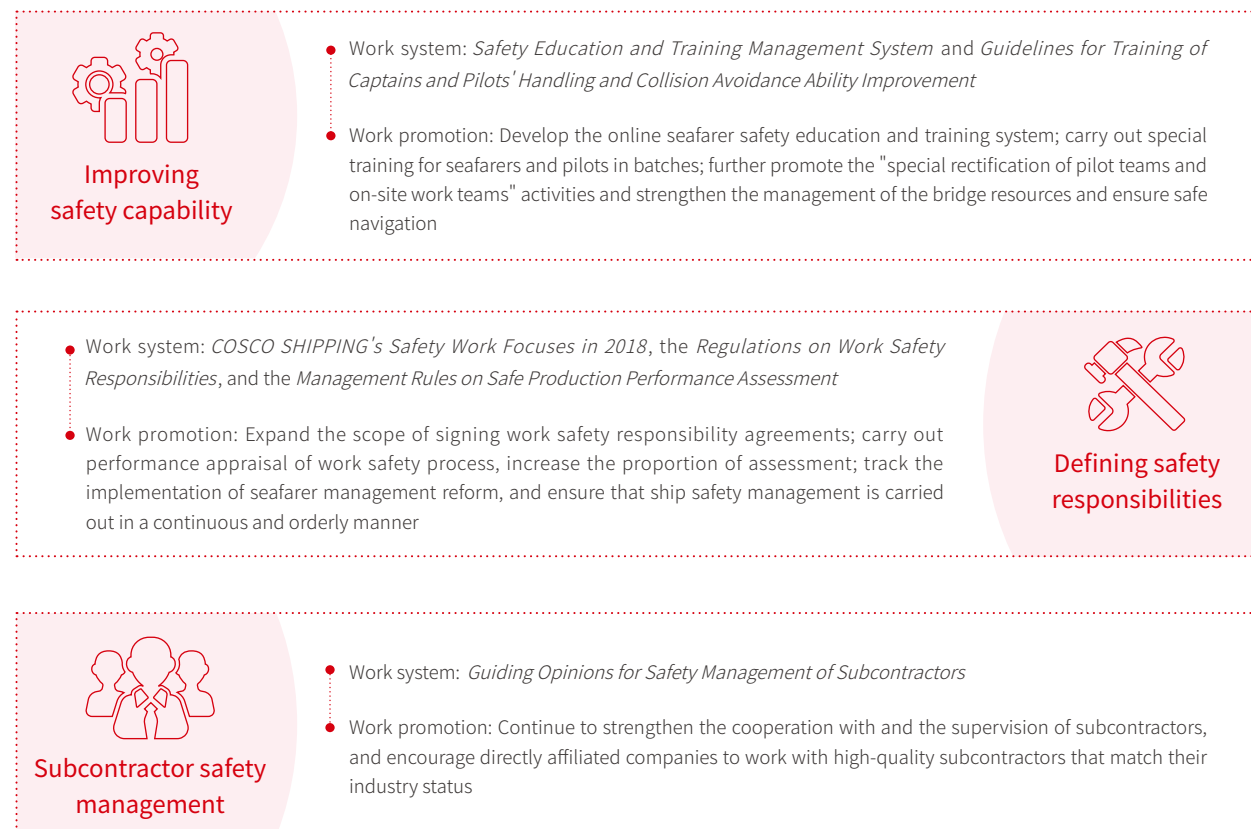 Improving
safety capability
Work system: Safety Education and Training Management System and Guidelines for Training of
Captains and Pilots' Handling and Collision Avoidance Ability Improvement
Work promotion: Develop the online seafarer safety education and training system; carry out special
training for seafarers and pilots in batches; further promote the "special rectification of pilot teams and
on-site work teams" activities and strengthen the management of the bridge resources and ensure safe
navigation
Work system: COSCO SHIPPING's Safety Work Focuses in 2018, the Regulations on Work Safety
Responsibilities, and the Management Rules on Safe Production Performance Assessment
Work promotion: Expand the scope of signing work safety responsibility agreements; carry out
performance appraisal of work safety process, increase the proportion of assessment; track the
implementation of seafarer management reform, and ensure that ship safety management is carried
out in a continuous and orderly manner
Defining safety
responsibilities
Subcontractor safety
management
Work system: Guiding Opinions for Safety Management of Subcontractors
Work promotion: Continue to strengthen the cooperation with and the supervision of subcontractors,
and encourage directly affiliated companies to work with high-quality subcontractors that match their
industry status